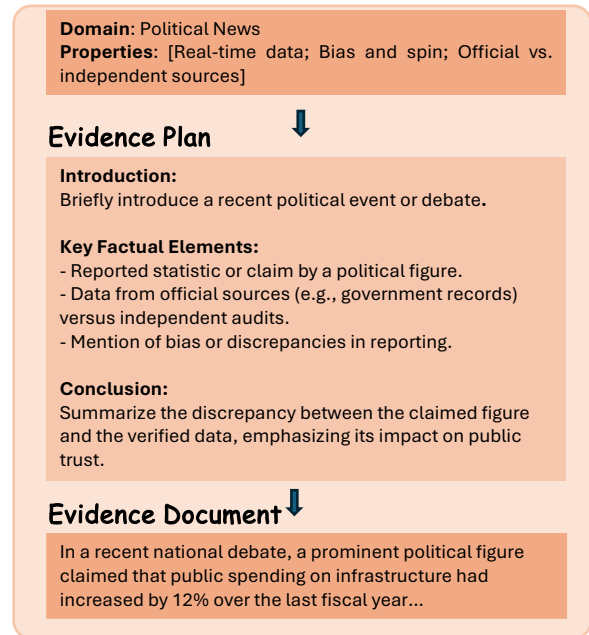 Domain: Political News
Properties: [Real-time data; Bias and spin; Official vs.
independent sources]
Evidence Plan
Introduction:
Briefly introduce a recent political event or debate.
Key Factual Elements:
- Reported statistic or claim by a political figure.
- Data from official sources (e.g., government records)
versus independent audits.
- Mention of bias or discrepancies in reporting.
Conclusion:
Summarize the discrepancy between the claimed figure
and the verified data, emphasizing its impact on public
trust.
Evidence Document
In a recent national debate, a prominent political figure
claimed that public spending on infrastructure had
increased by 12% over the last fiscal year...